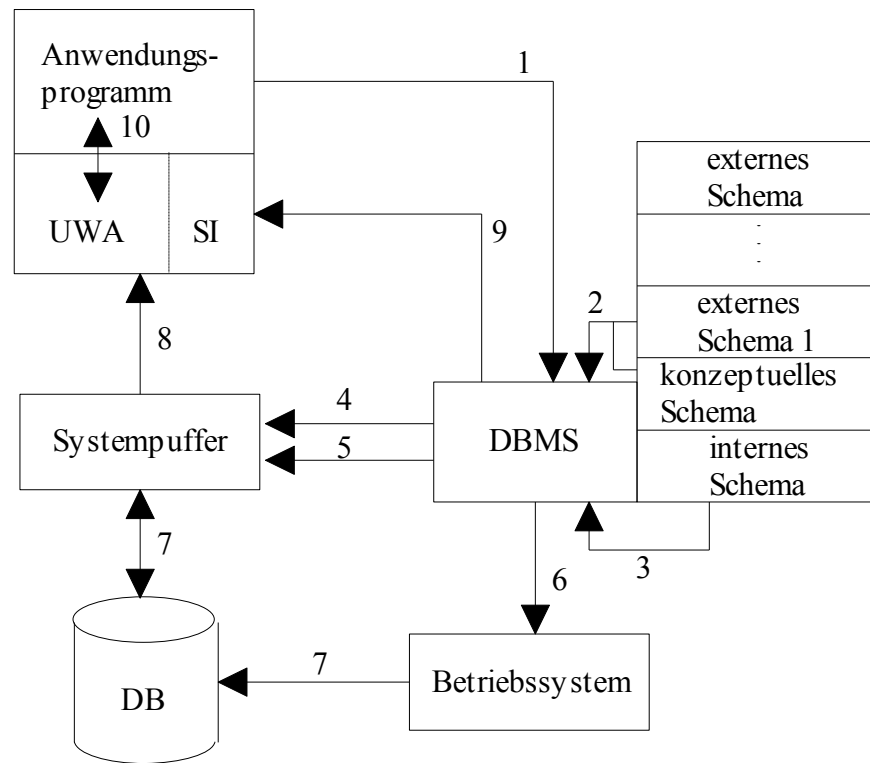 Anwendungs-
programm
10
UWA
SI
1
externes
Schema
externes
Schema 1
konzeptuelles
Schema
internes
Schema
2
9
8
Systempuffer
4
5
DBMS
3
7
6
DB
7
Betriebssystem